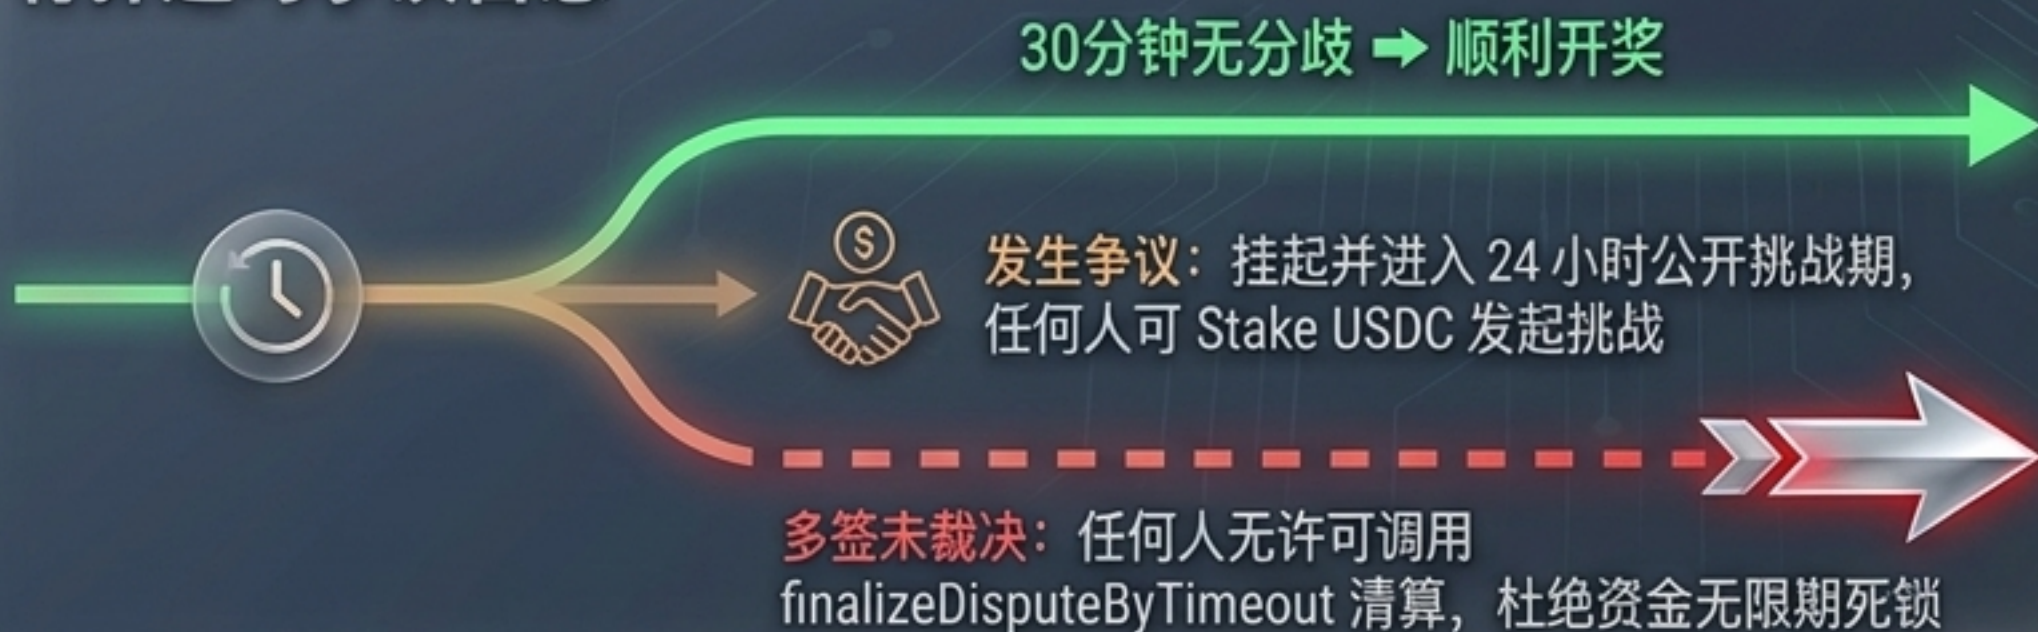 30分钟无分歧 ➡ 顺利开奖
发生争议：挂起并进入 24 小时公开挑战期，
任何人可 Stake USDC 发起挑战
多签未裁决：任何人无许可调用
finalizeDisputeByTimeout 清算，杜绝资金无限期死锁